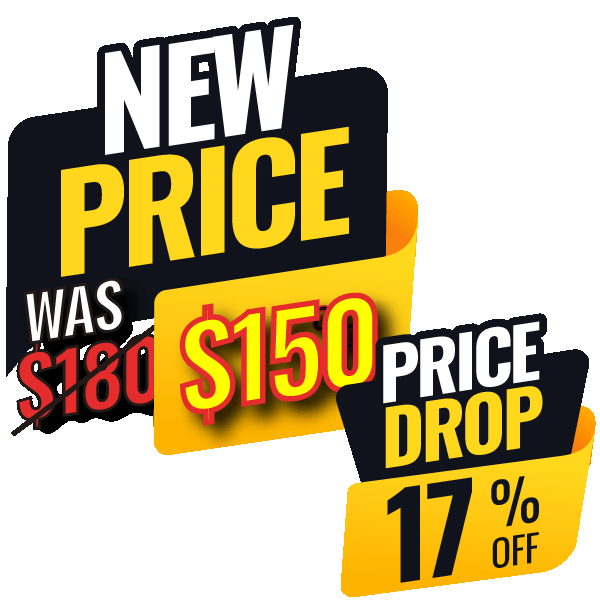 NEW
PRICE
WAS
$180
$150
PRICE
DROP
17%
OFF